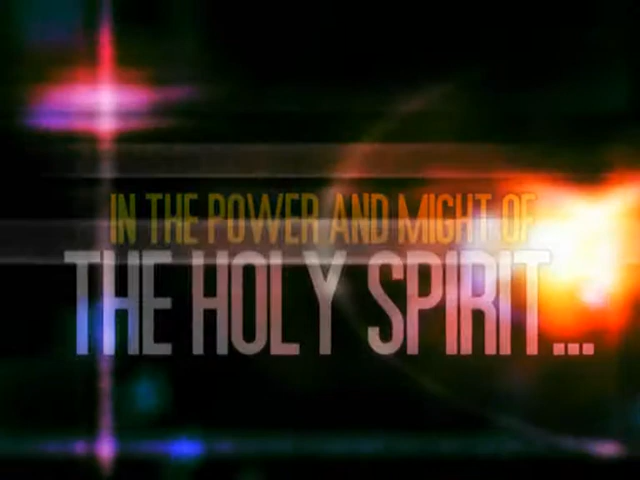 IN THE POWER AND MIGHT OF
THE HOLY SPIRIT...